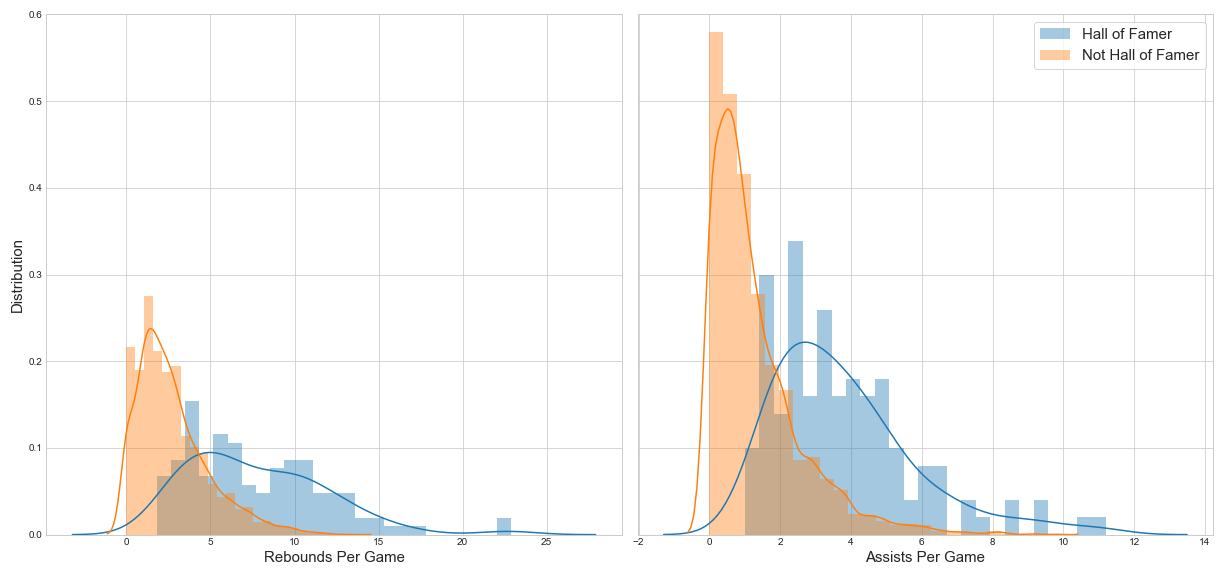 0.6
0.5
0.4
0.3
0.2
0.1
0.0
Distribution
0 5 10 15 20 25
Rebounds Per Game
Hall of Famer
Not Hall of Famer
−2 0 2 4 6 8 10 12 14
Assists Per Game